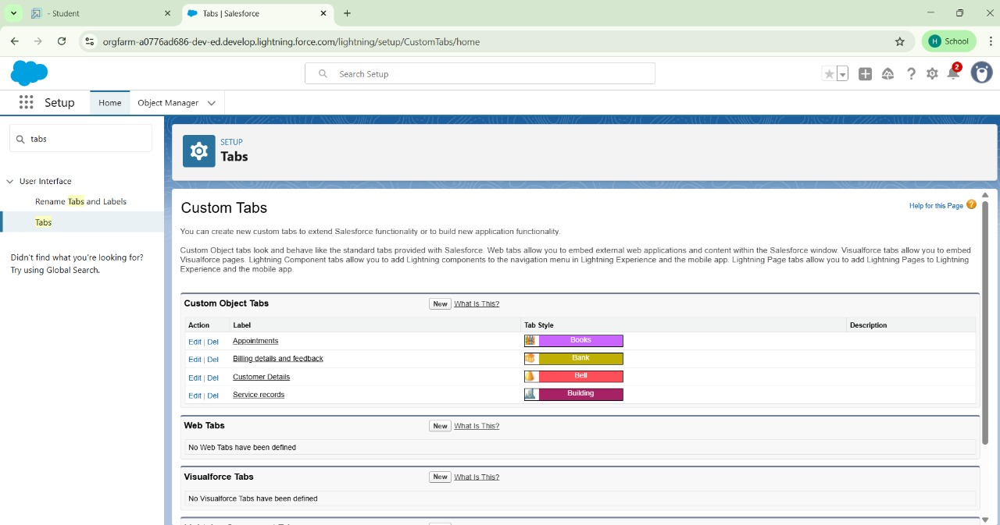 - Student
Tabs | Salesforce
orgfarm-a0776ad686-dev-ed.develop.lightning.force.com/lightning/setup/CustomTabs/home
H School
Search Setup
2
Setup Home Object Manager
tabs
SETUP
Tabs
User Interface
Rename Tabs and Labels
Tabs
Didn't find what you're looking for?
Try using Global Search.
Custom Tabs
Help for this Page ?
You can create new custom tabs to extend Salesforce functionality or to build new application functionality.
Custom Object tabs look and behave like the standard tabs provided with Salesforce. Web tabs allow you to embed external web applications and content within the Salesforce window. Visualforce tabs allow you to embed
Visualforce pages. Lightning Component tabs allow you to add Lightning components to the navigation menu in Lightning Experience and the mobile app. Lightning Page tabs allow you to add Lightning Pages to Lightning
Experience and the mobile app.
Custom Object Tabs New What Is This?
Action Label Tab Style Description
Edit | Del Appointments Books
Edit | Del Billing details and feedback Bank
Edit | Del Customer Details Bell
Edit | Del Service records Building
Web Tabs New What Is This?
No Web Tabs have been defined
Visualforce Tabs New What Is This?
No Visualforce Tabs have been defined